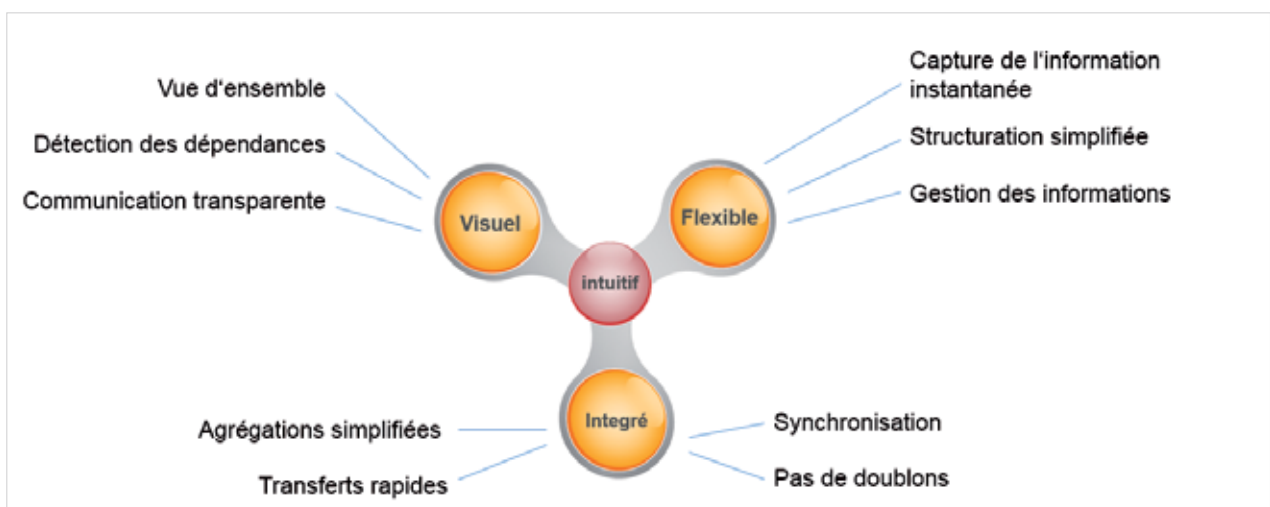 Vue d'ensemble
Détection des dépendances
Communication transparente
Visuel
Capture de l'information
instantanée
Structuration simplifiée
Gestion des informations
Flexible
intuitif
Integré
Agrégations simplifiées
Transferts rapides
Synchronisation
Pas de doublons